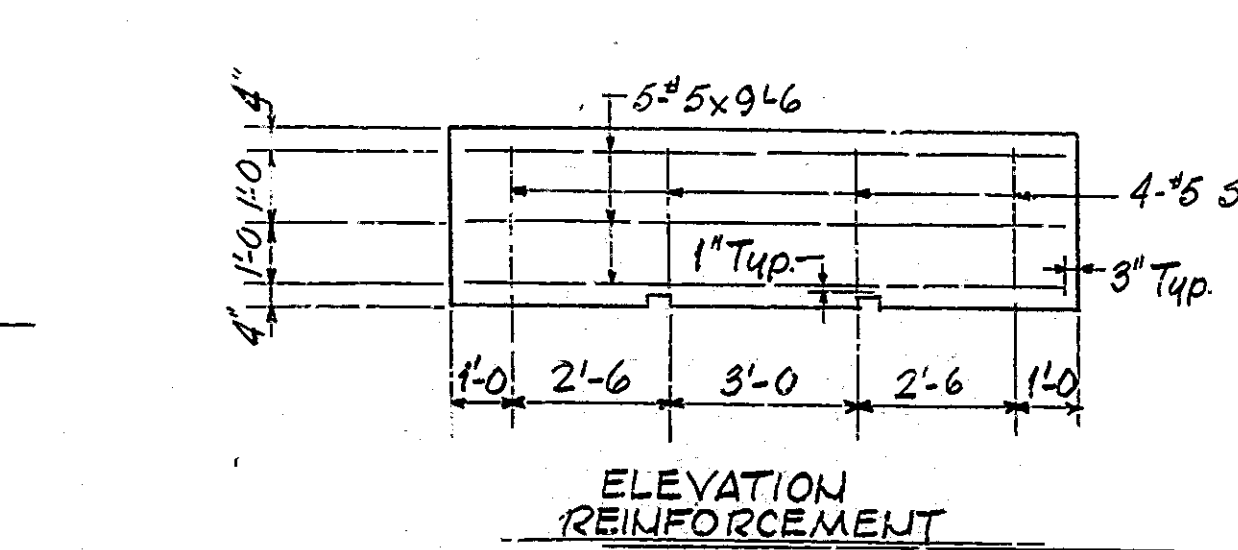 5-#5x9'-6
4"
1'-0
1'-0
4"
4-#5 S
1" Typ.
3" Typ.
1'-0 2'-6 3'-0 2'-6 1'-0
ELEVATION
REINFORCEMENT